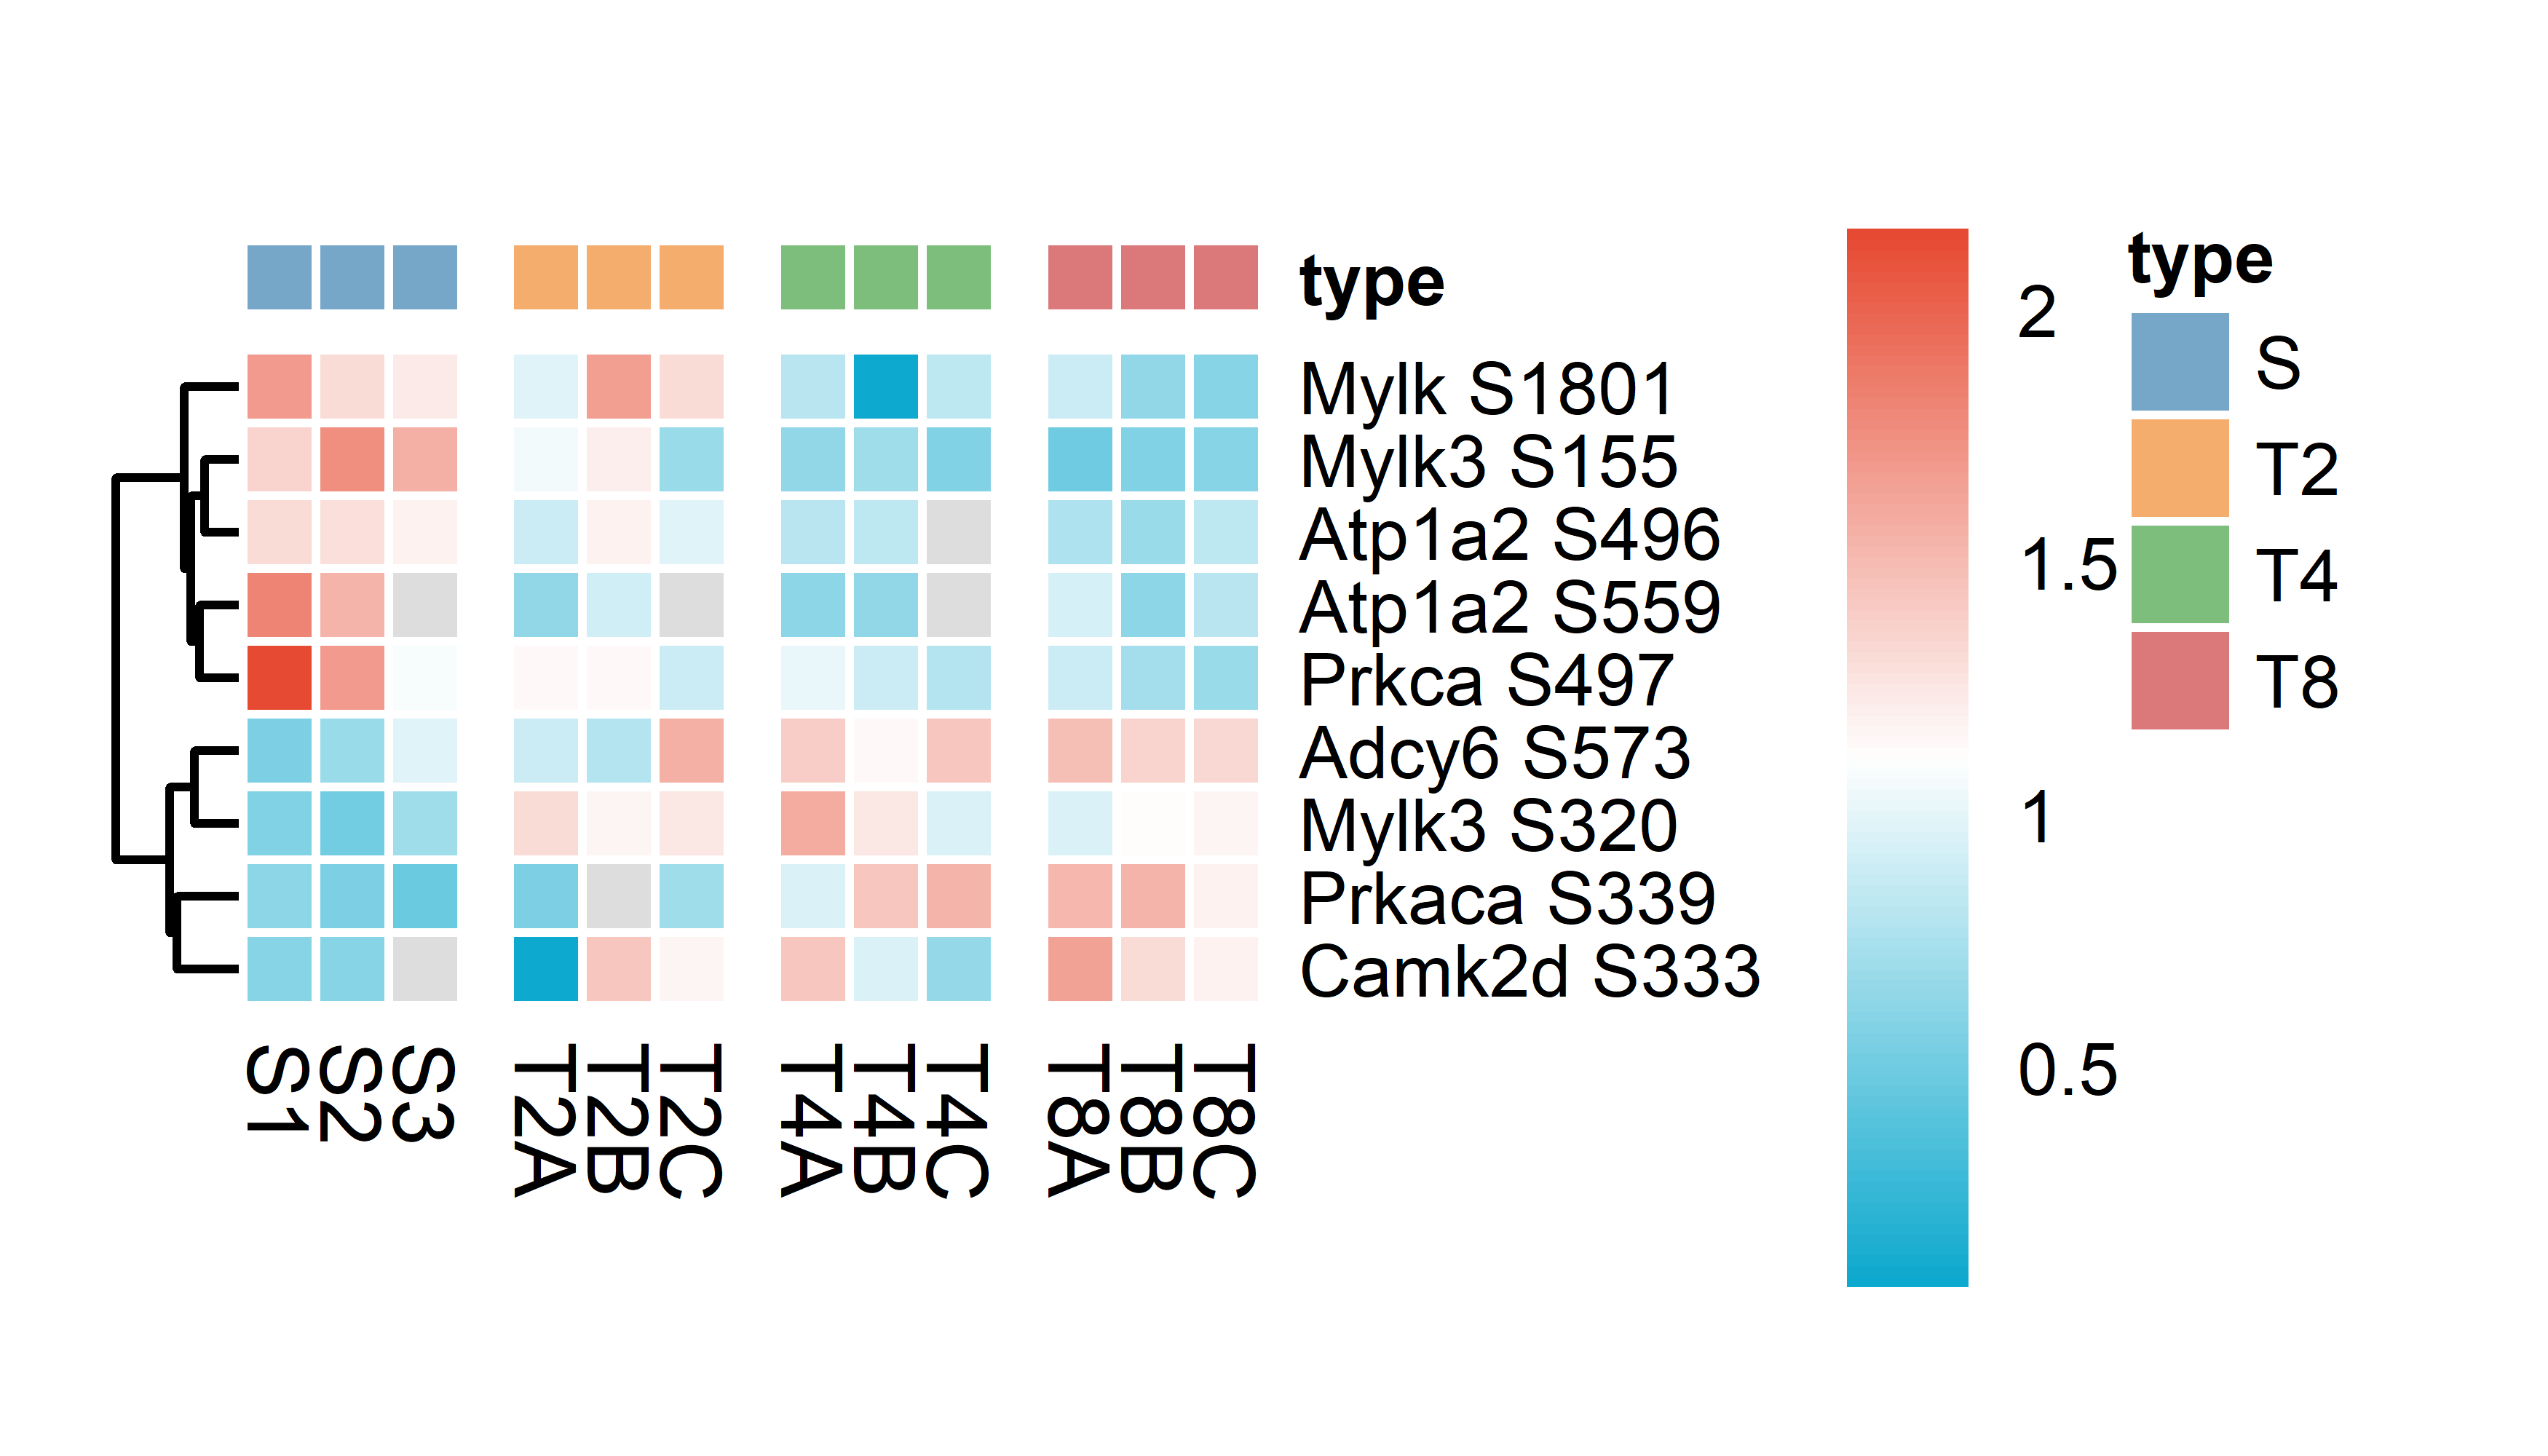 type
Mylk S1801
Mylk3 S155
Atp1a2 S496
Atp1a2 S559
Prkca S497
Adcy6 S573
Mylk3 S320
Prkaca S339
Camk2d S333
S1
S2
S3
T2A
T2B
T2C
T4A
T4B
T4C
T8A
T8B
T8C
2
1.5
1
0.5
type
S
T2
T4
T8